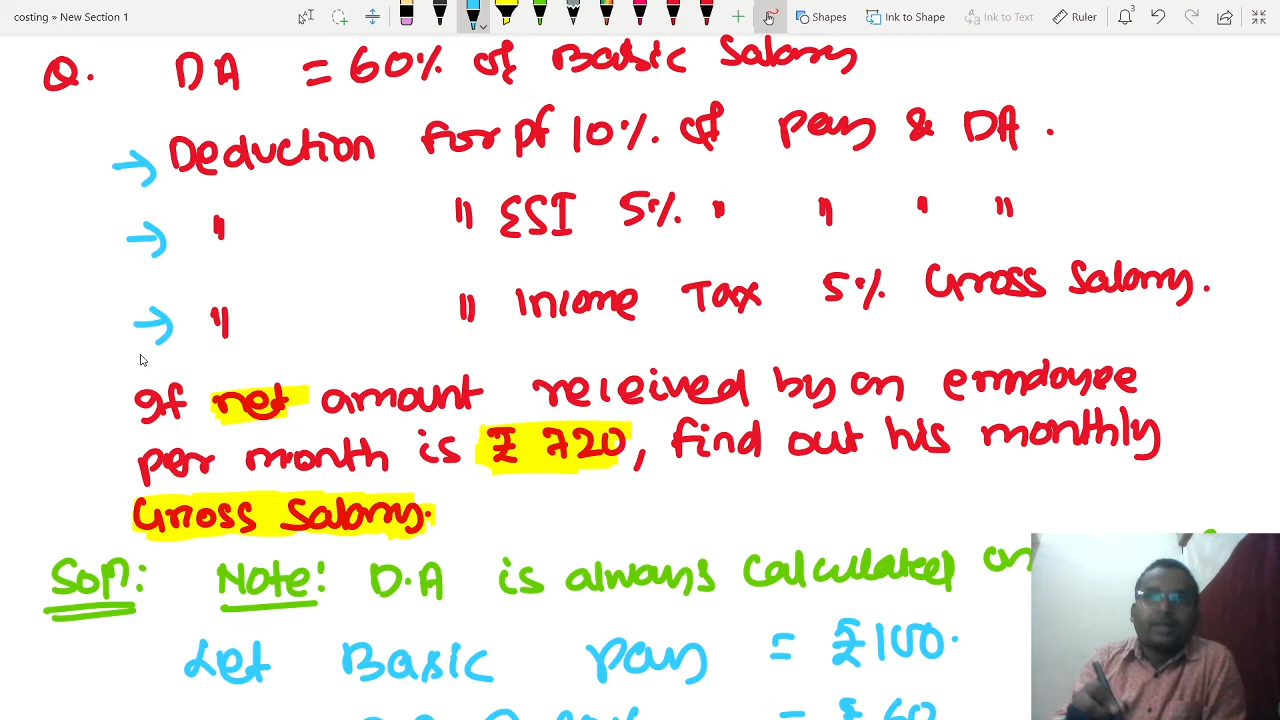 costing » New Section 1
Shapes Ink to Shape Ink to Text Ruler
Q. DA = 60% of Basic Salary
→ Deduction for pf 10% of pay & DA.
→ " " ESI 5% " " " "
→ " " Income Tax 5% Gross Salary.
If net amount received by an employee
per month is ₹ 720, find out his monthly
Gross Salary.
Soln: Note: D.A is always calculated on
Let Basic pay = ₹100.
= ₹ 60